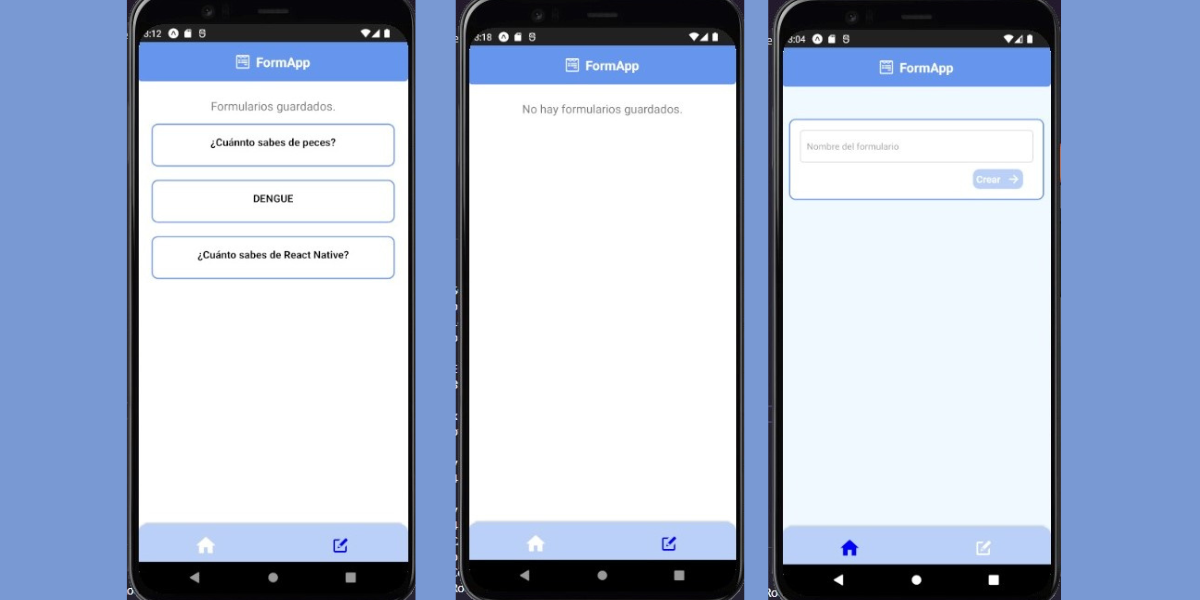 3:12
FormApp
Formularios guardados.
¿Cuánnto sabes de peces?
DENGUE
¿Cuánto sabes de React Native?
3:18
FormApp
No hay formularios guardados.
3:04
FormApp
Nombre del formulario
Crear